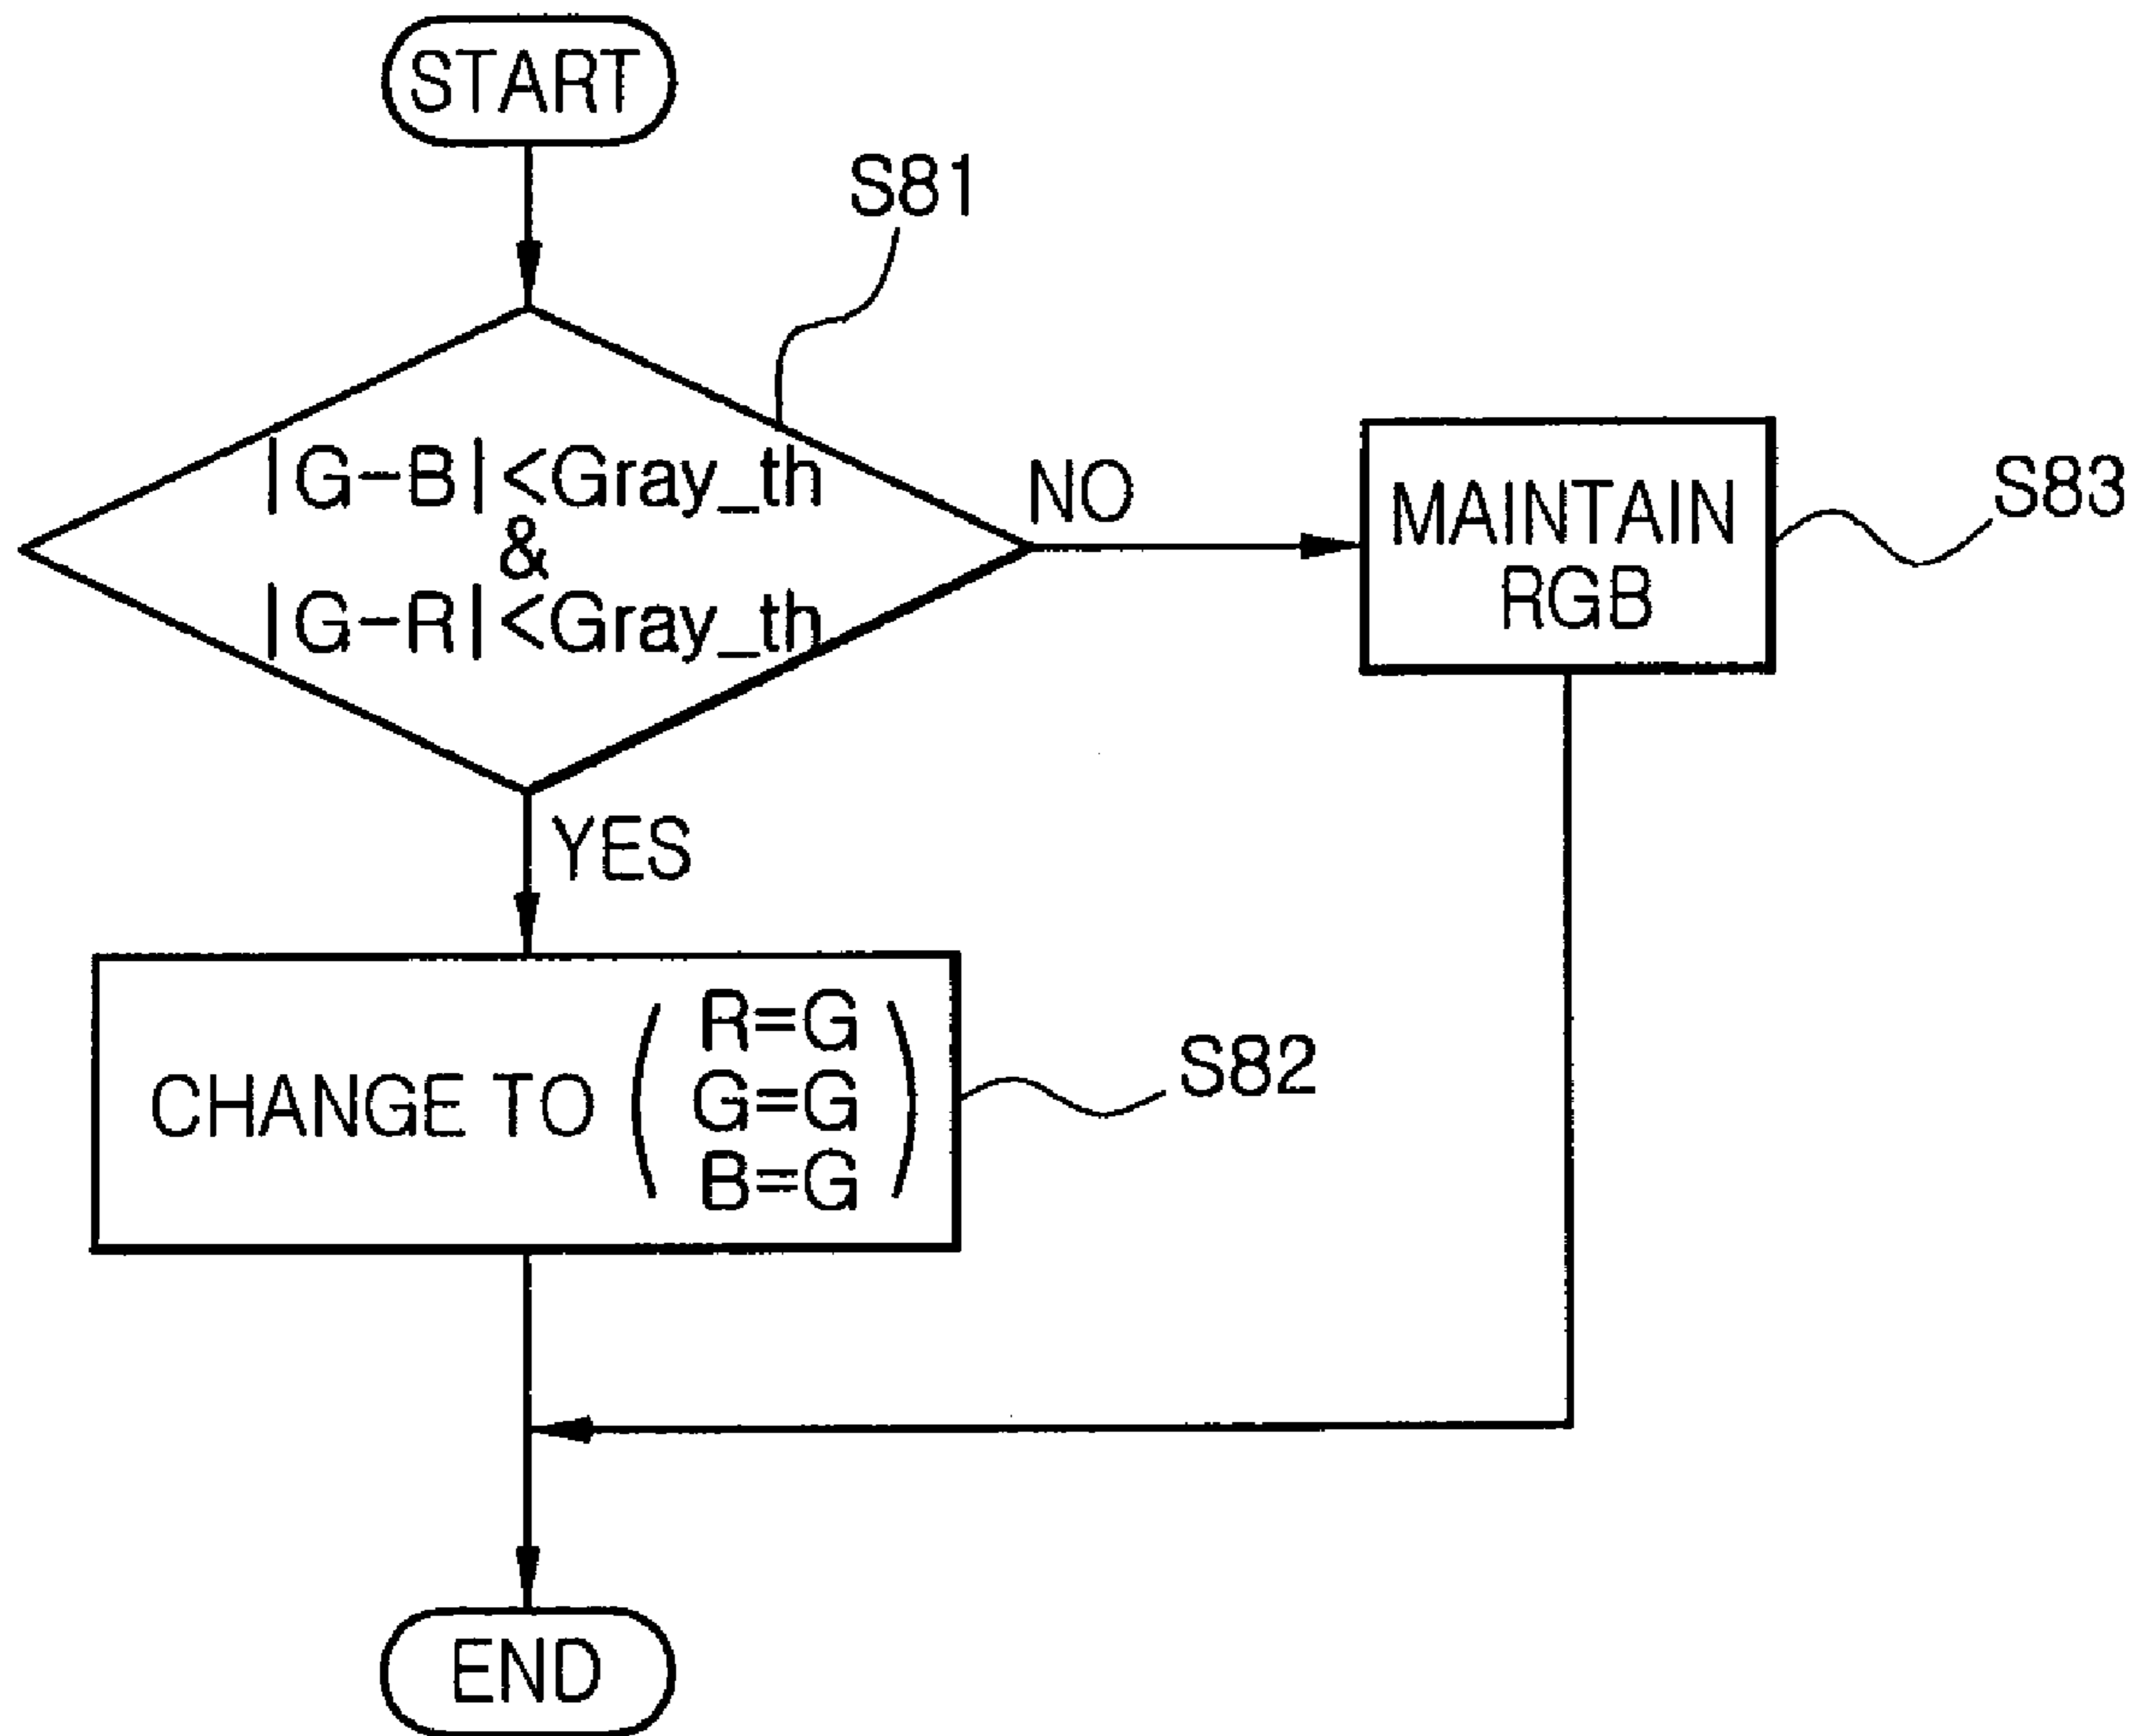 START
S81
|G-B|<Gray_th
&
|G-R|<Gray_th
NO
MAINTAIN
RGB
S83
YES
CHANGE TO
R=G
G=G
B=G
S82
END